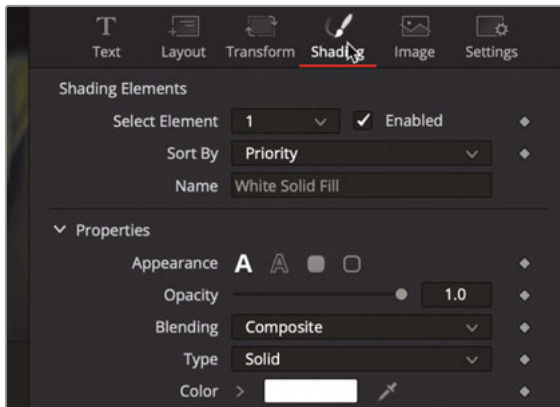 Text Layout Transform Shading Image Settings
Shading Elements
Select Element 1 Enabled
Sort By Priority
Name White Solid Fill
Properties
Appearance A A
Opacity 1.0
Blending Composite
Type Solid
Color